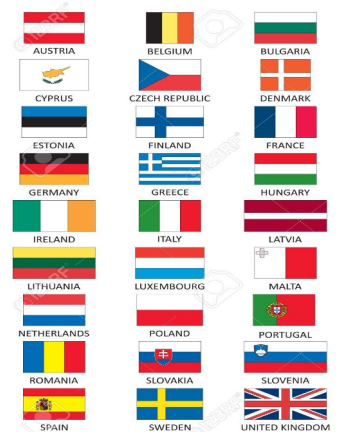 AUSTRIA BELGIUM BULGARIA
CYPRUS CZECH REPUBLIC DENMARK
ESTONIA FINLAND FRANCE
GERMANY GREECE HUNGARY
IRELAND ITALY LATVIA
LITHUANIA LUXEMBOURG MALTA
NETHERLANDS POLAND PORTUGAL
ROMANIA SLOVAKIA SLOVENIA
SPAIN SWEDEN UNITED KINGDOM